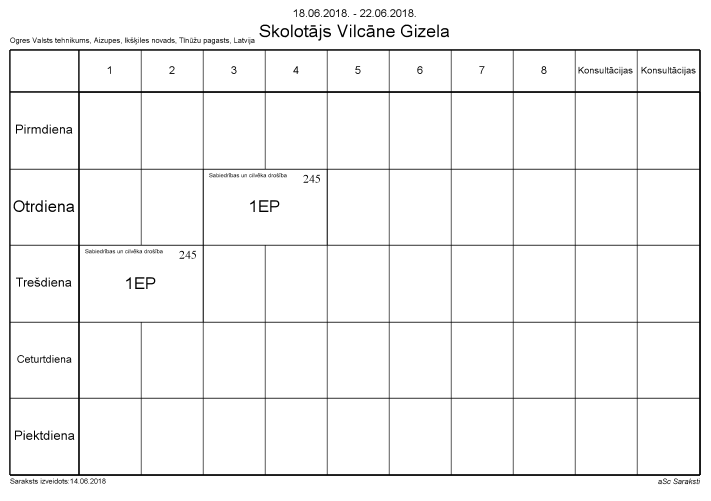 18.06.2018. - 22.06.2018.
Ogres Valsts tehnikums, Aizupes, Ikšķiles novads, Tīnūžu pagasts, Latvija
Skolotājs Vilcāne Gizela
1 2 3 4 5 6 7 8 Konsultācijas Konsultācijas
Pirmdiena
Otrdiena
Sabiedrības un cilvēka drošība 245
1EP
Trešdiena
Sabiedrības un cilvēka drošība 245
1EP
Ceturtdiena
Piektdiena
Saraksts izveidots:14.06.2018
aSc Saraksti